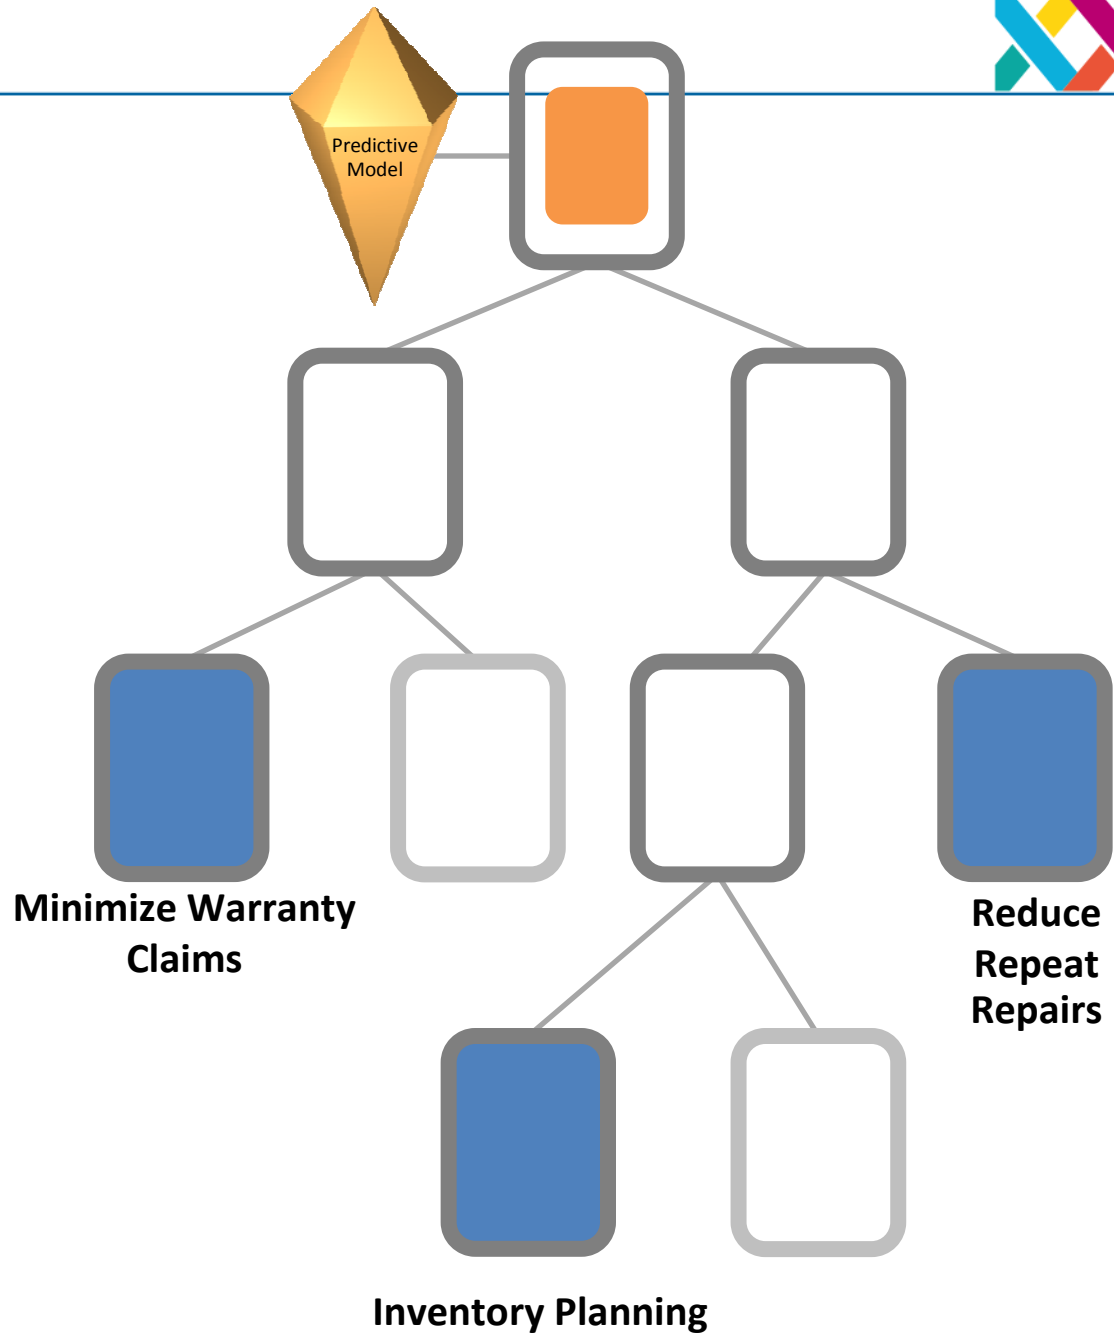 Predictive
Model
Minimize Warranty
Claims
Reduce
Repeat
Repairs
Inventory Planning